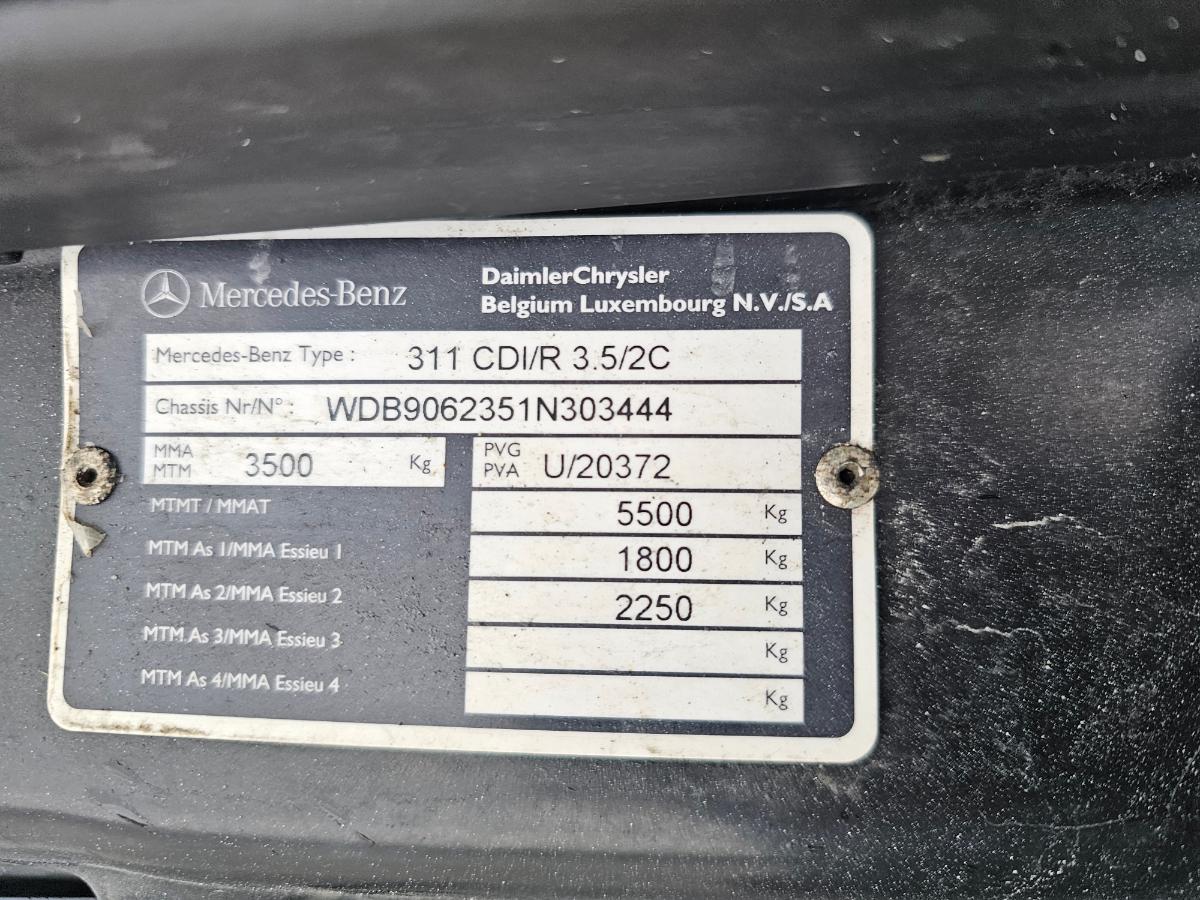 Mercedes-Benz
DaimlerChrysler
Belgium Luxembourg N.V./S.A
Mercedes-Benz Type : 311 CDI/R 3.5/2C
Chassis Nr/N° : WDB9062351N303444
MMA
MTM 3500 Kg
PVG
PVA U/20372
MTMT / MMAT 5500 Kg
MTM As 1/MMA Essieu 1 1800 Kg
MTM As 2/MMA Essieu 2 2250 Kg
MTM As 3/MMA Essieu 3 Kg
MTM As 4/MMA Essieu 4 Kg